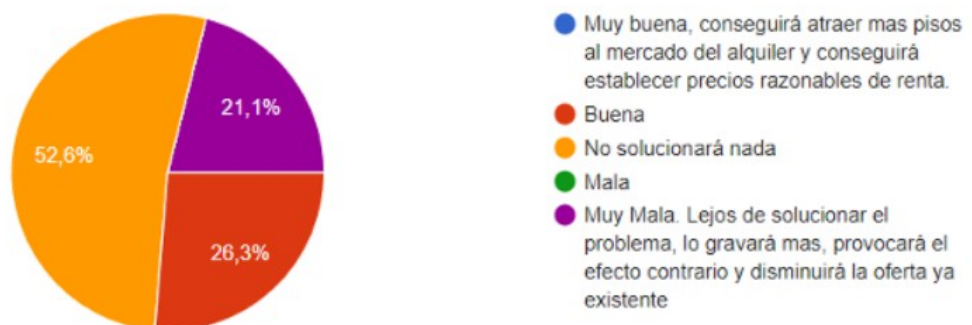 21,1%
52,6%
26,3%
Muy buena, conseguirá atraer mas pisos
al mercado del alquiler y conseguirá
establecer precios razonables de renta.
Buena
No solucionará nada
Mala
Muy Mala. Lejos de solucionar el
problema, lo gravará mas, provocará el
efecto contrario y disminuirá la oferta ya
existente